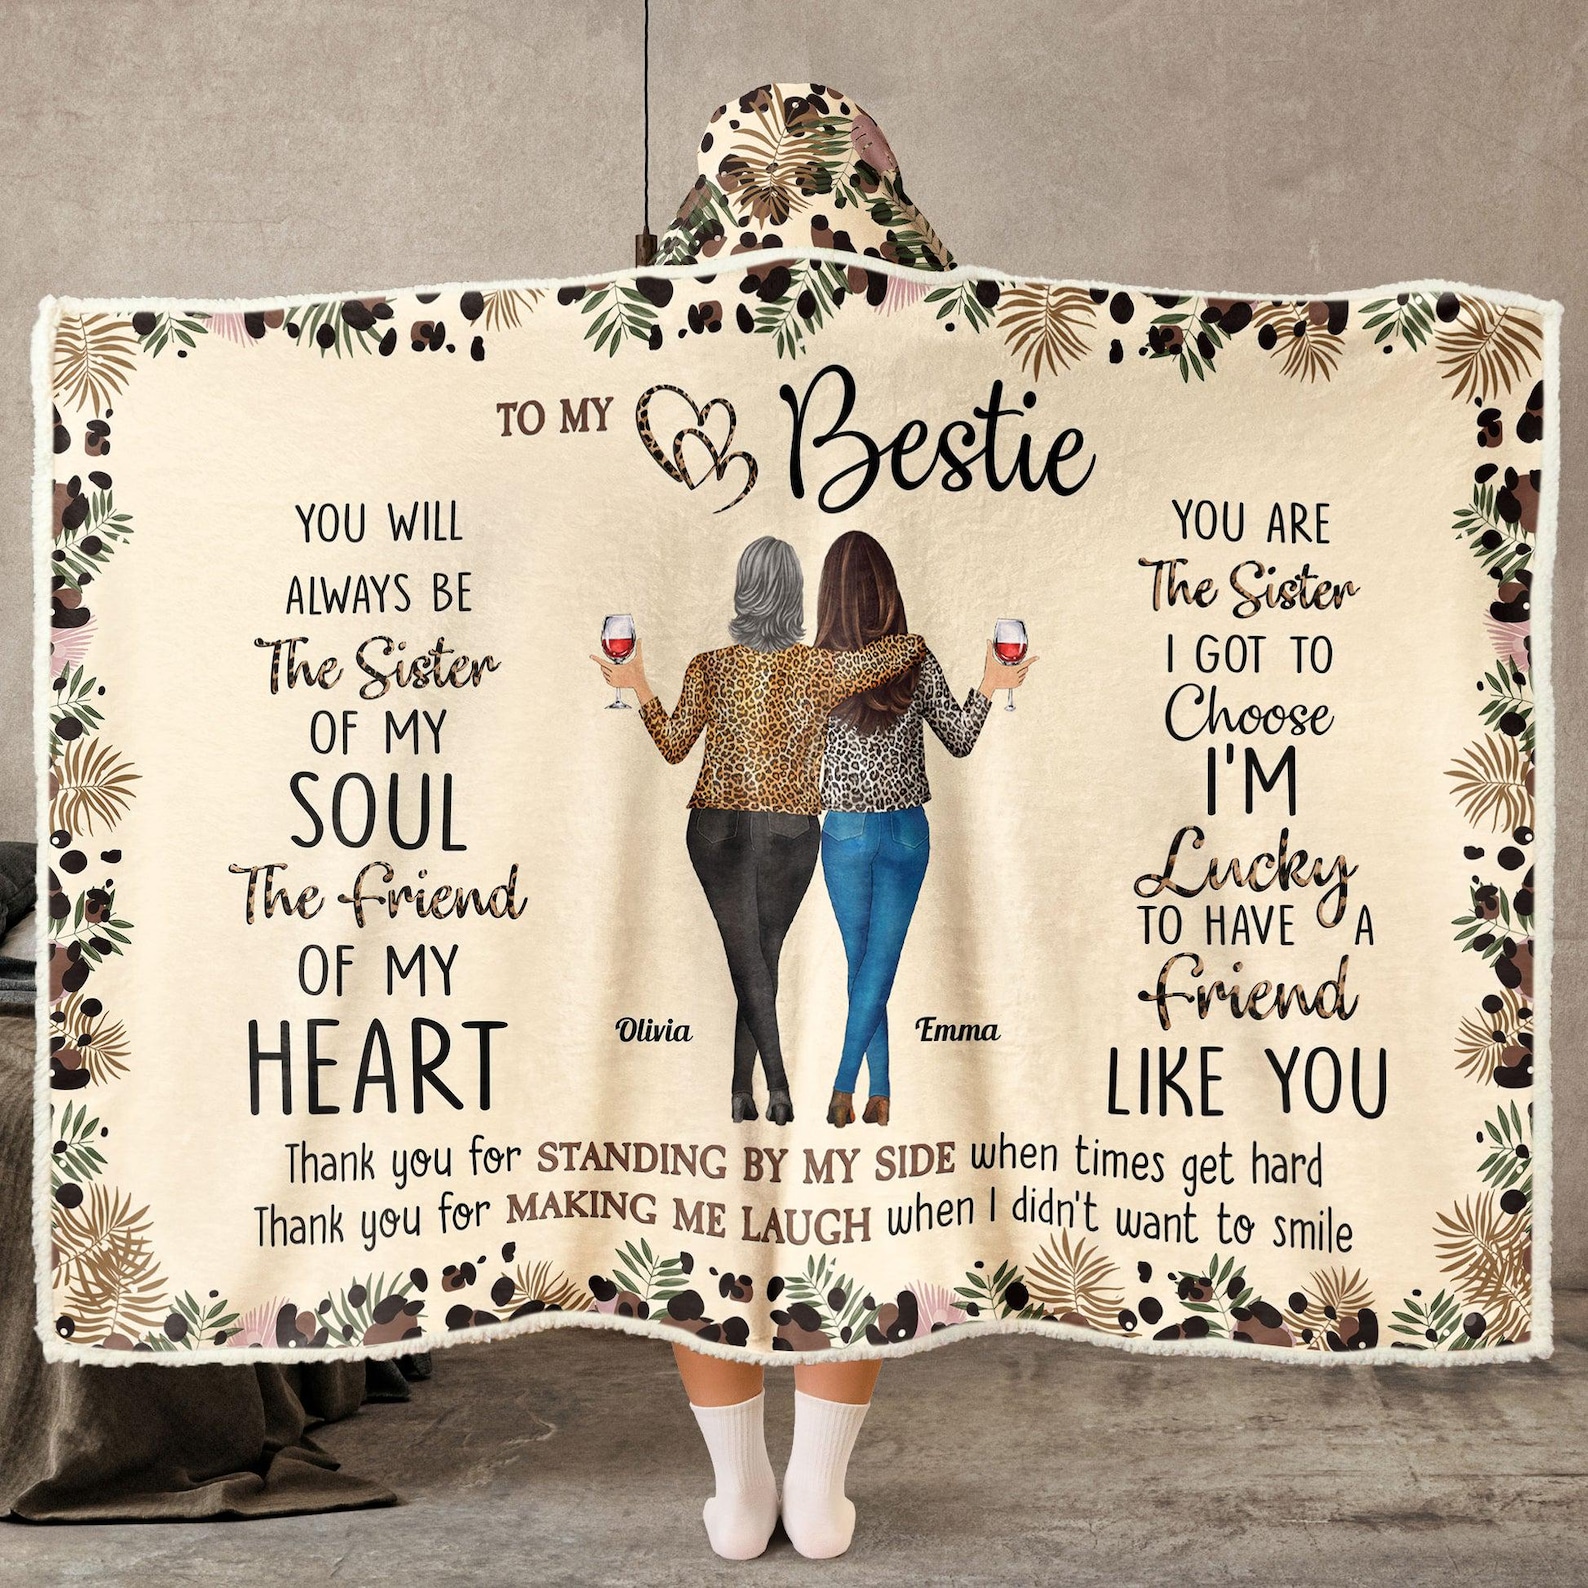 TO MY Bestie
YOU WILL
ALWAYS BE
The Sister
OF MY
SOUL
The Friend
OF MY
HEART
YOU ARE
The Sister
I GOT TO
Choose
I'M
Lucky
TO HAVE A
Friend
LIKE YOU
Olivia
Emma
Thank you for STANDING BY MY SIDE when times get hard
Thank you for MAKING ME LAUGH when I didn't want to smile